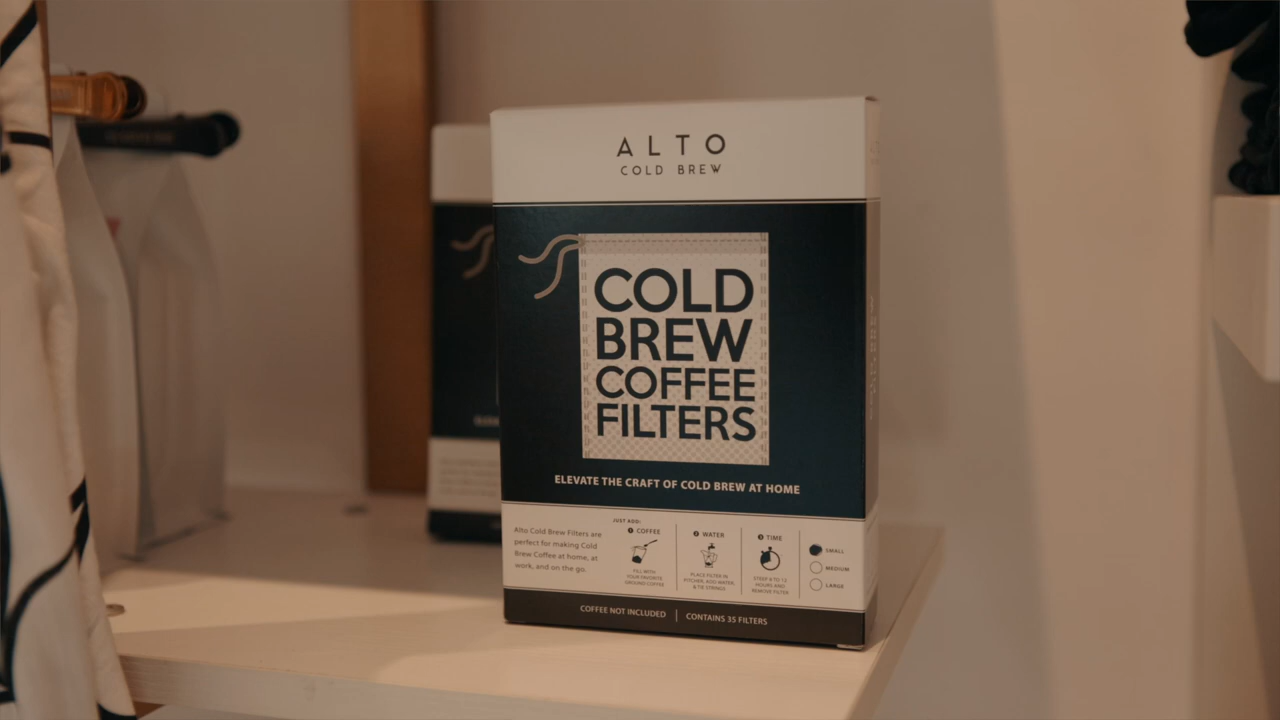 ALTO
COLD BREW
COLD
BREW
COFFEE
FILTERS
ELEVATE THE CRAFT OF COLD BREW AT HOME
Alto Cold Brew Filters are
perfect for making Cold
Brew Coffee at home, at
work, and on the go.
JUST ADD:
1 COFFEE
FILL WITH
YOUR FAVORITE
GROUND COFFEE
2 WATER
PLACE FILTER IN
PITCHER, ADD WATER,
& TIE STRINGS
3 TIME
STEEP 8 TO 12
HOURS AND
REMOVE FILTER
SMALL
MEDIUM
LARGE
COFFEE NOT INCLUDED | CONTAINS 35 FILTERS